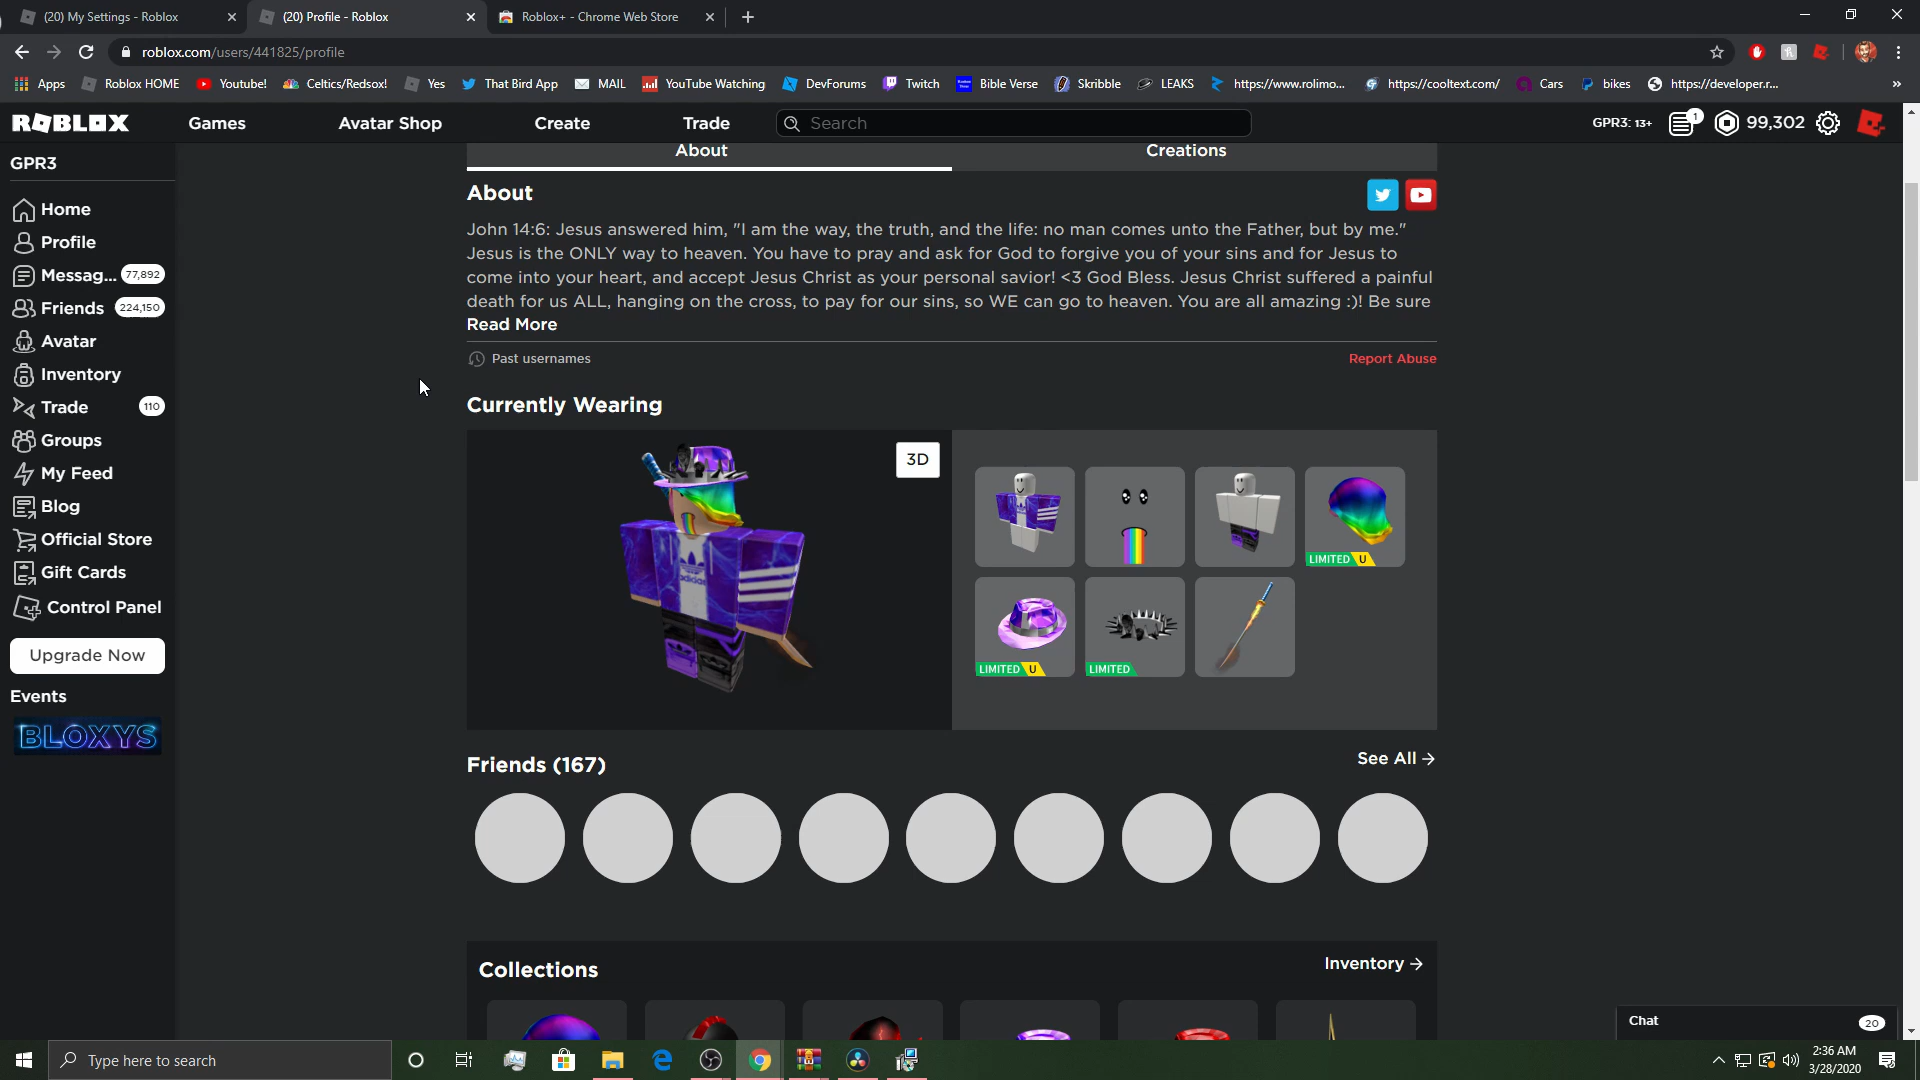 (20) My Settings - Roblox
(20) Profile - Roblox
Roblox+ - Chrome Web Store
roblox.com/users/441825/profile
Apps
Roblox HOME
Youtube!
Celtics/Redsox!
Yes
That Bird App
MAIL
YouTube Watching
DevForums
Twitch
Bible Verse
Skribble
LEAKS
https://www.rolimo...
https://cooltext.com/
Cars
bikes
https://developer.r...
»
ROBLOX
Games
Avatar Shop
Create
Trade
Search
GPR3: 13+
1
99,302
GPR3
Home
Profile
Messag... 77,892
Friends 224,150
Avatar
Inventory
Trade 110
Groups
My Feed
Blog
Official Store
Gift Cards
Control Panel
Upgrade Now
Events
BLOXYS
About
Creations
About
John 14:6: Jesus answered him, "I am the way, the truth, and the life: no man comes unto the Father, but by me."
Jesus is the ONLY way to heaven. You have to pray and ask for God to forgive you of your sins and for Jesus to
come into your heart, and accept Jesus Christ as your personal savior! <3 God Bless. Jesus Christ suffered a painful
death for us ALL, hanging on the cross, to pay for our sins, so WE can go to heaven. You are all amazing :)! Be sure
Read More
Past usernames
Report Abuse
Currently Wearing
3D
adidas
LIMITED U
LIMITED U
LIMITED
Friends (167)
See All
Collections
Inventory
Chat
20
Type here to search
2:36 AM
3/28/2020